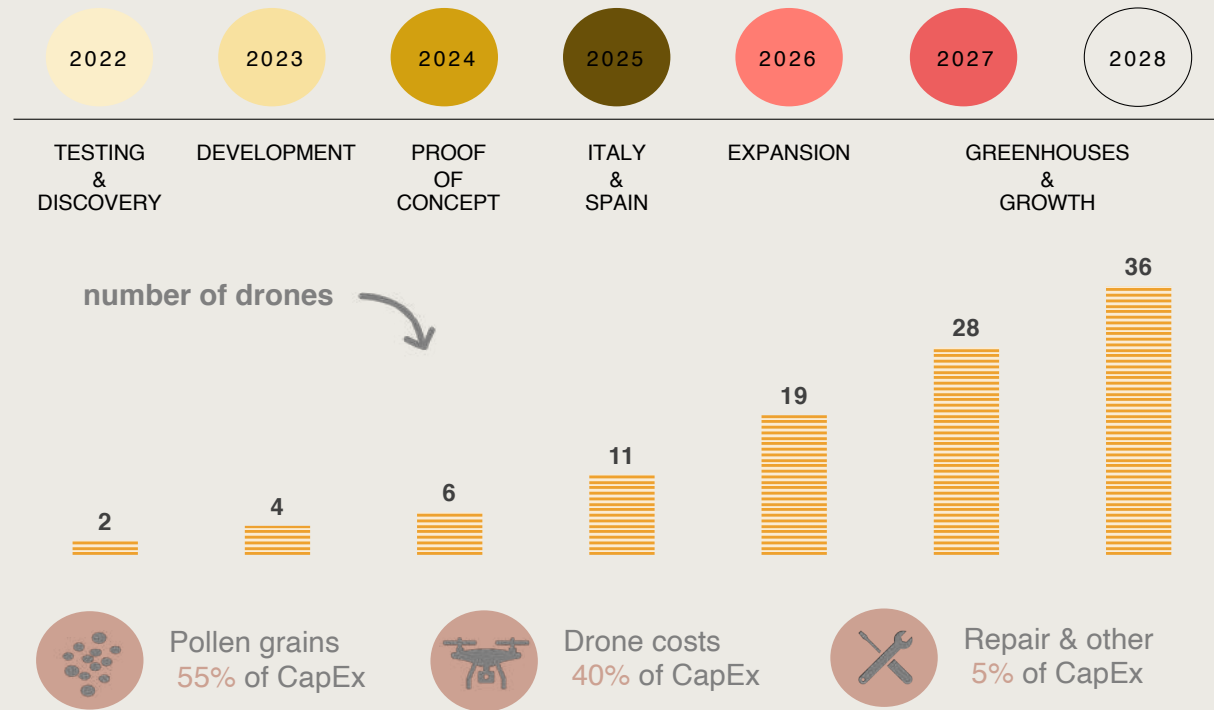 2022 2023 2024 2025 2026 2027 2028
TESTING DEVELOPMENT PROOF ITALY EXPANSION GREENHOUSES
& OF & &
DISCOVERY CONCEPT SPAIN GROWTH
number of drones
2 4 6 11 19 28 36
Pollen grains Drone costs Repair & other
55% of CapEx 40% of CapEx 5% of CapEx